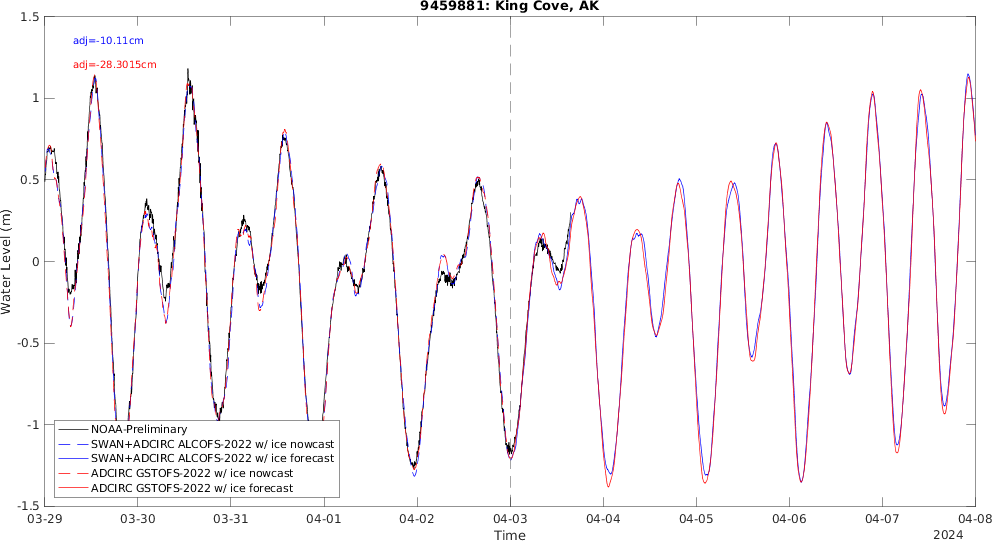 9459881: King Cove, AK
adj=-10.11cm
adj=-28.3015cm
1.5
1
0.5
0
-0.5
-1
-1.5
Water Level (m)
NOAA-Preliminary
SWAN+ADCIRC ALCOFS-2022 w/ ice nowcast
SWAN+ADCIRC ALCOFS-2022 w/ ice forecast
ADCIRC GSTOFS-2022 w/ ice nowcast
ADCIRC GSTOFS-2022 w/ ice forecast
03-29 03-30 03-31 04-01 04-02 04-03 04-04 04-05 04-06 04-07 04-08
Time
2024